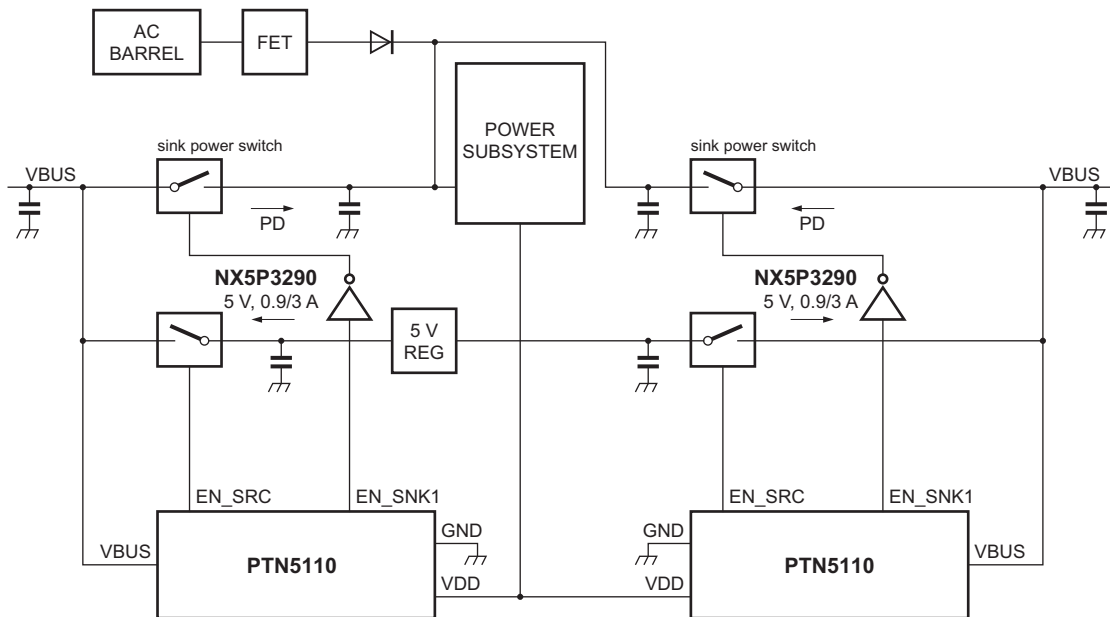 AC
BARREL
FET
POWER
SUBSYSTEM
sink power switch
sink power switch
VBUS
VBUS
PD
PD
NX5P3290
5 V, 0.9/3 A
NX5P3290
5 V, 0.9/3 A
5 V
REG
EN_SRC
EN_SNK1
EN_SRC
EN_SNK1
GND
GND
VBUS
PTN5110
VDD
VDD
PTN5110
VBUS